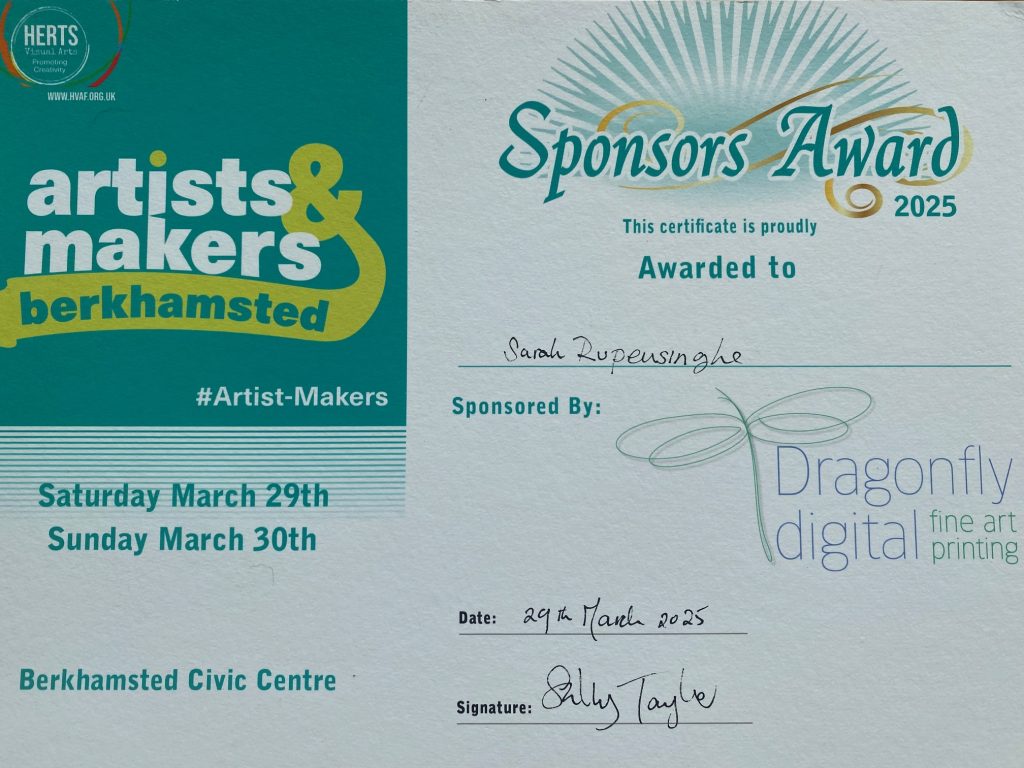 HERTS
Visual Arts
Promoting
Creativity
WWW.HVAF.ORG.UK
artists &
makers
berkhamsted
#Artist-Makers
Saturday March 29th
Sunday March 30th
Berkhamsted Civic Centre
Sponsors Award
2025
This certificate is proudly
Awarded to
Sarah Rupensinghe
Sponsored By:
Dragonfly
digital fine art
printing
Date: 29th March 2025
Signature: Sally Taylor